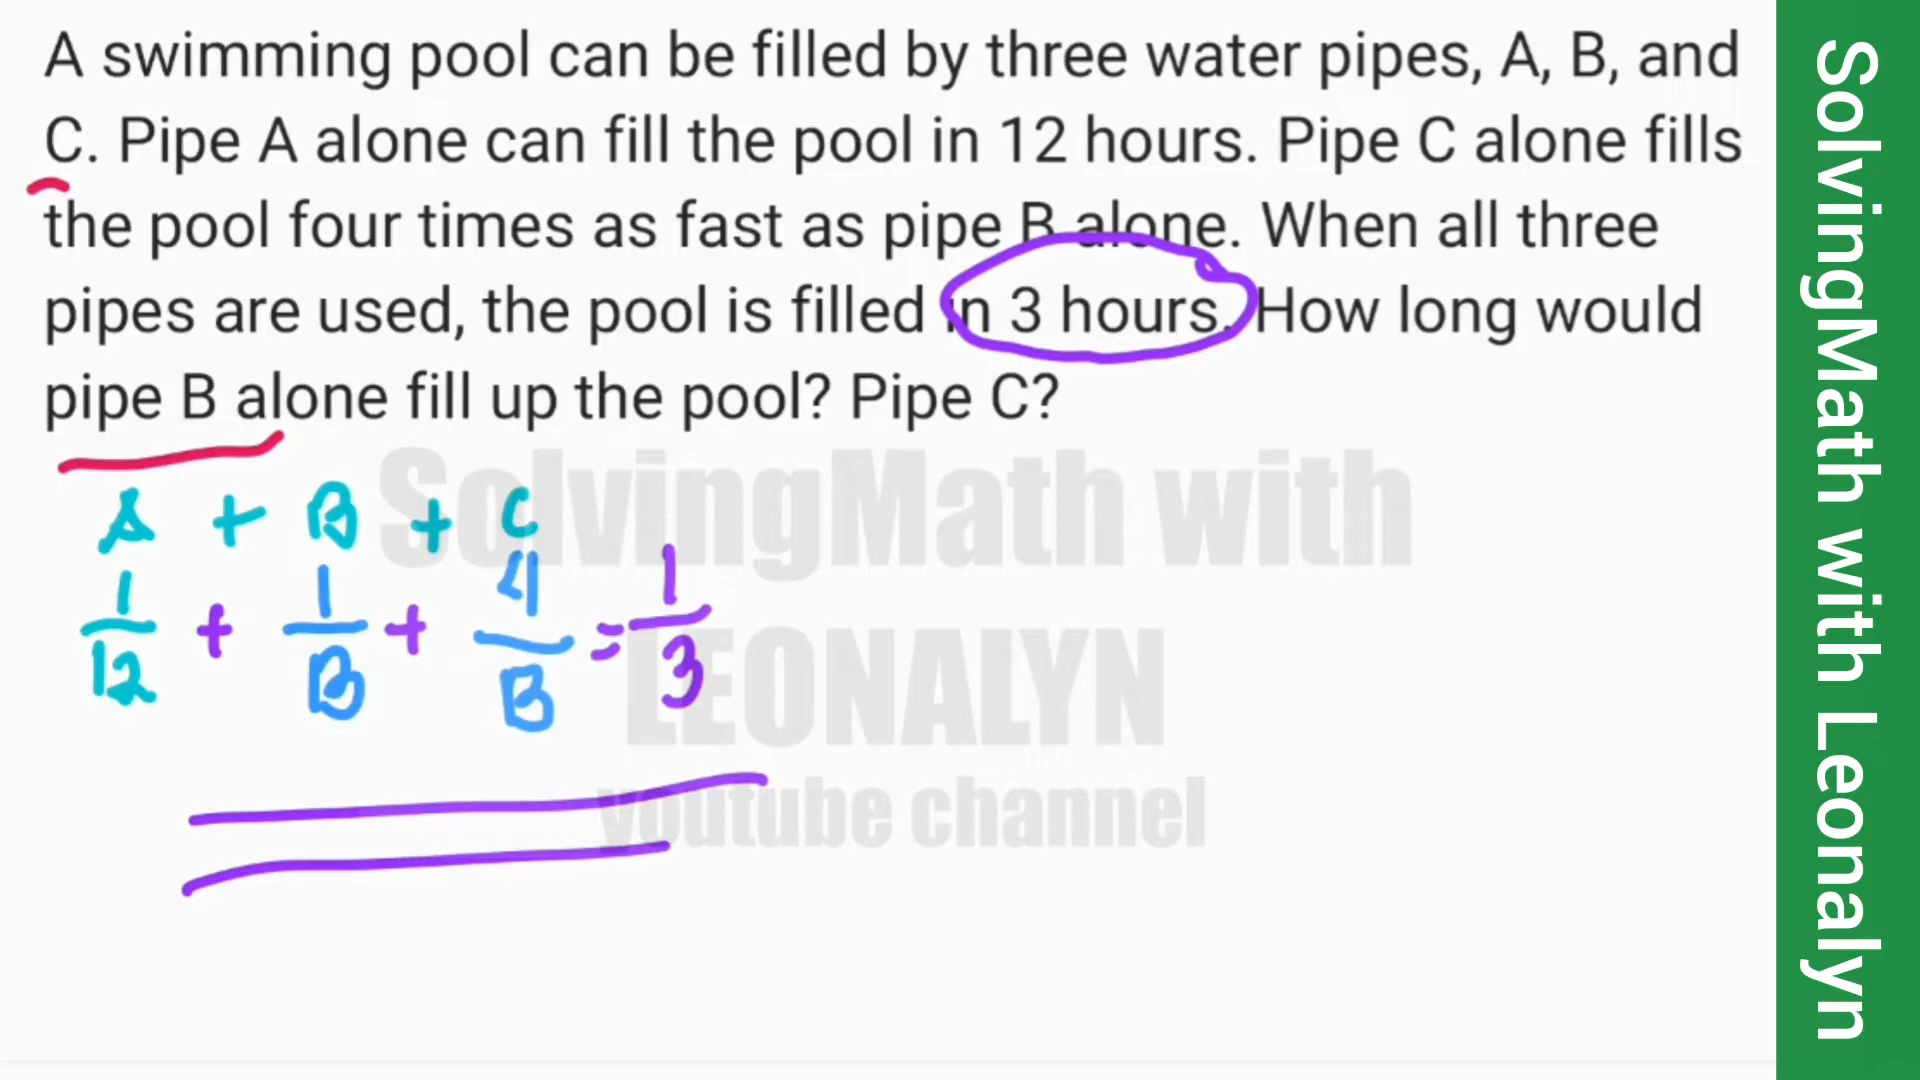 A swimming pool can be filled by three water pipes, A, B, and
C. Pipe A alone can fill the pool in 12 hours. Pipe C alone fills
the pool four times as fast as pipe B alone. When all three
pipes are used, the pool is filled in 3 hours. How long would
pipe B alone fill up the pool? Pipe C?
A + B + C
1/12 + 1/B + 4/B = 1/3
SolvingMath with
LEONALYN
youtube channel
SolvingMath with Leonalyn